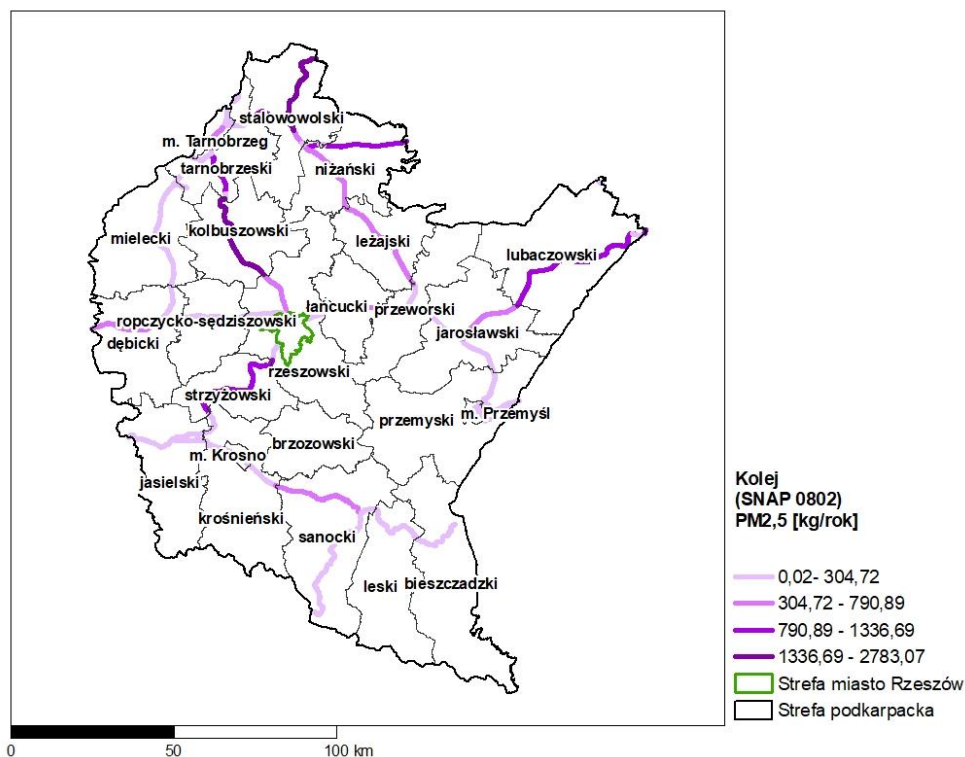 stalowowolski
m. Tarnobrzeg
tarnobrzeski
niżański
mielecki
kolbuszowski
leżajski
lubaczowski
łańcucki
przeworski
ropczycko-sędziszowski
dębicki
jarosławski
rzeszowski
strzyżowski
przemyski
m. Przemyśl
brzozowski
m. Krosno
jasielski
krośnieński
sanocki
leski
bieszczadzki
Kolej
(SNAP 0802)
PM2,5 [kg/rok]
0,02- 304,72
304,72 - 790,89
790,89 - 1336,69
1336,69 - 2783,07
Strefa miasto Rzeszów
Strefa podkarpacka
0 50 100 km